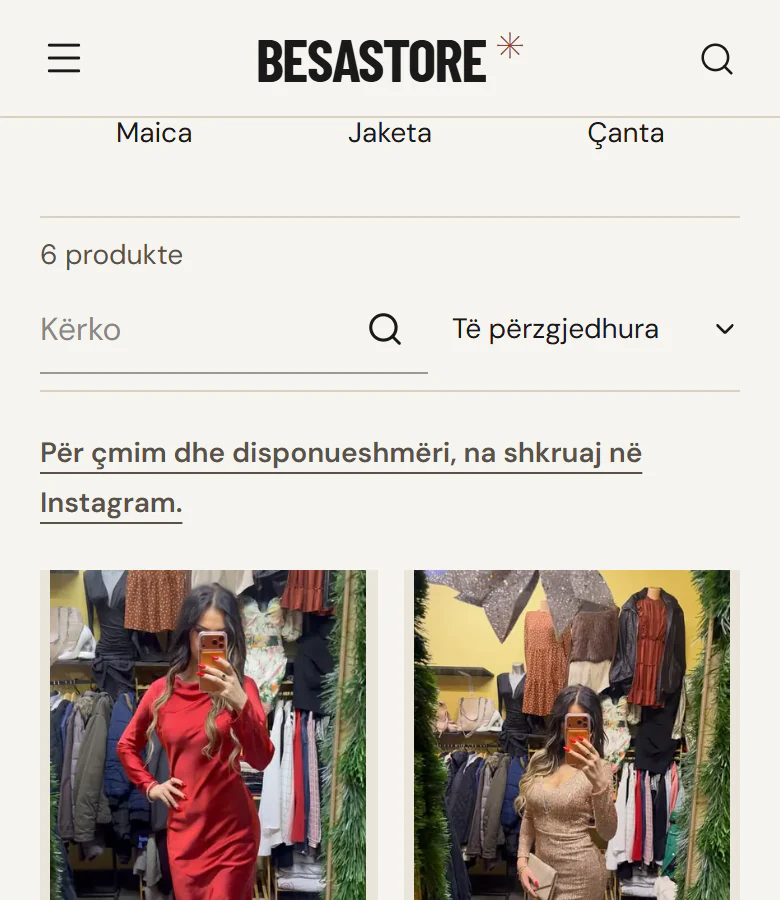 BESASTORE
Maica
Jaketa
Çanta
6 produkte
Kërko
Të përzgjedhura
Për çmim dhe disponueshmëri, na shkruaj në
Instagram.